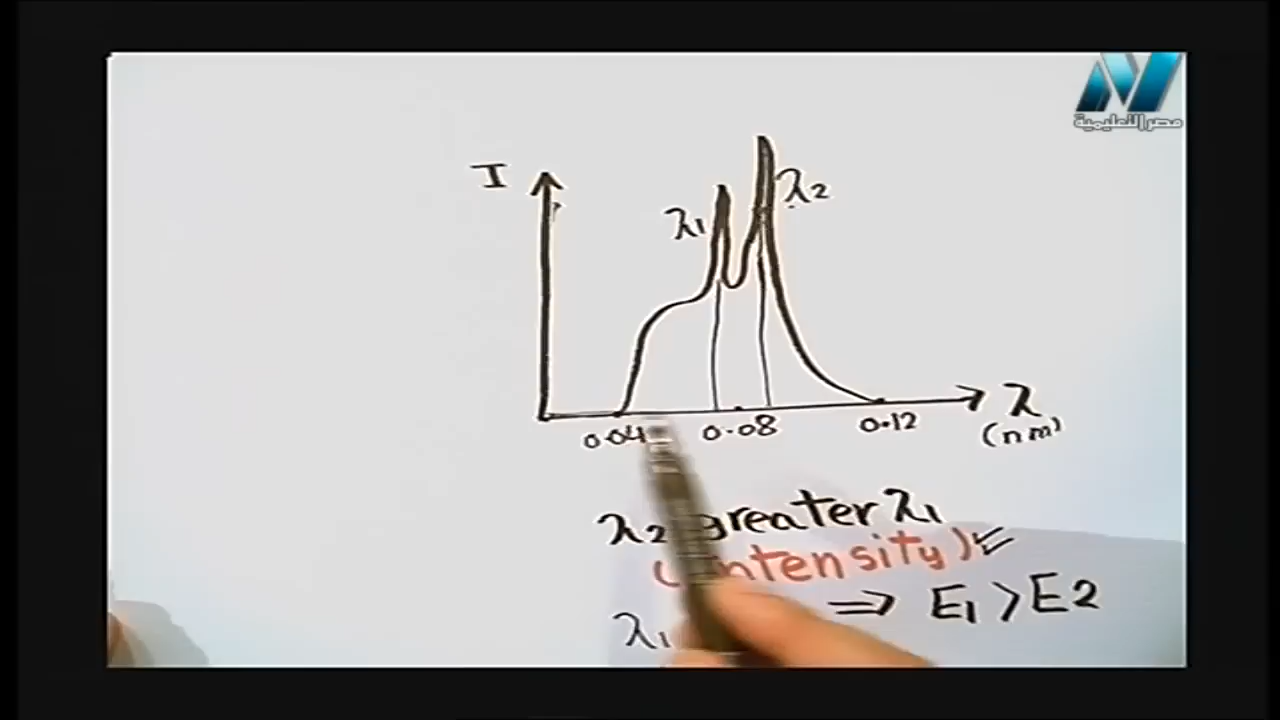 مصر التعليمية
I
λ1
λ2
0.04
0.08
0.12
λ
(nm)
λ2 greater λ1
(intensity)
λ1 ⇒ E1 > E2